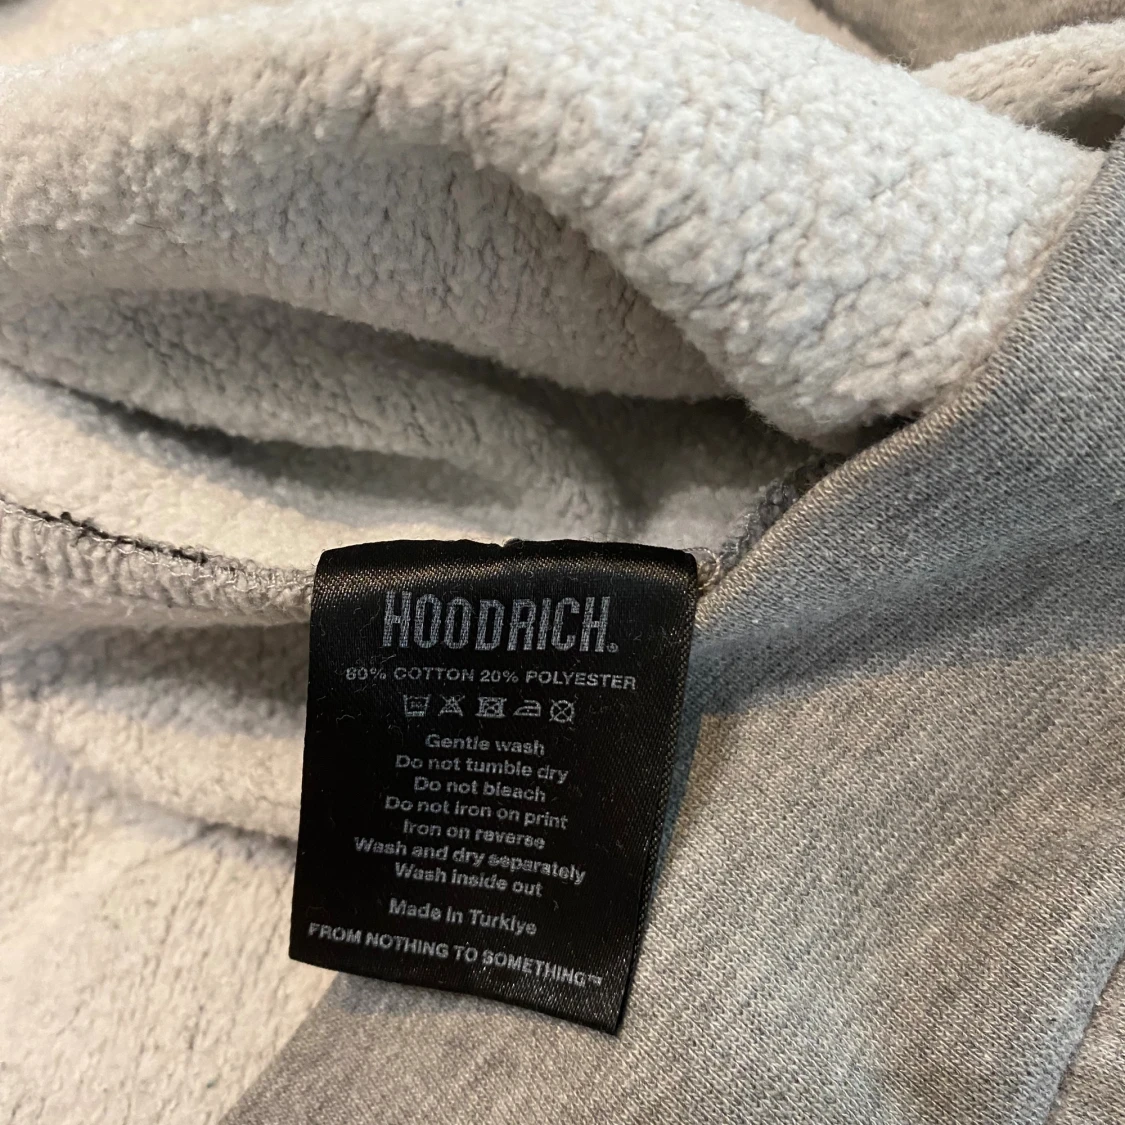 HOODRICH®
80% COTTON 20% POLYESTER
Gentle wash
Do not tumble dry
Do not bleach
Do not iron on print
Iron on reverse
Wash and dry separately
Wash inside out
Made in Turkiye
FROM NOTHING TO SOMETHING™